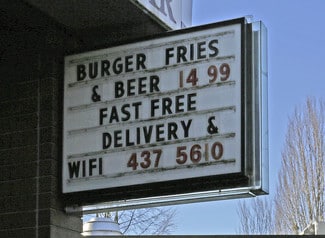 BURGER FRIES
& BEER 14 99
FAST FREE
DELIVERY &
WIFI 437 5610